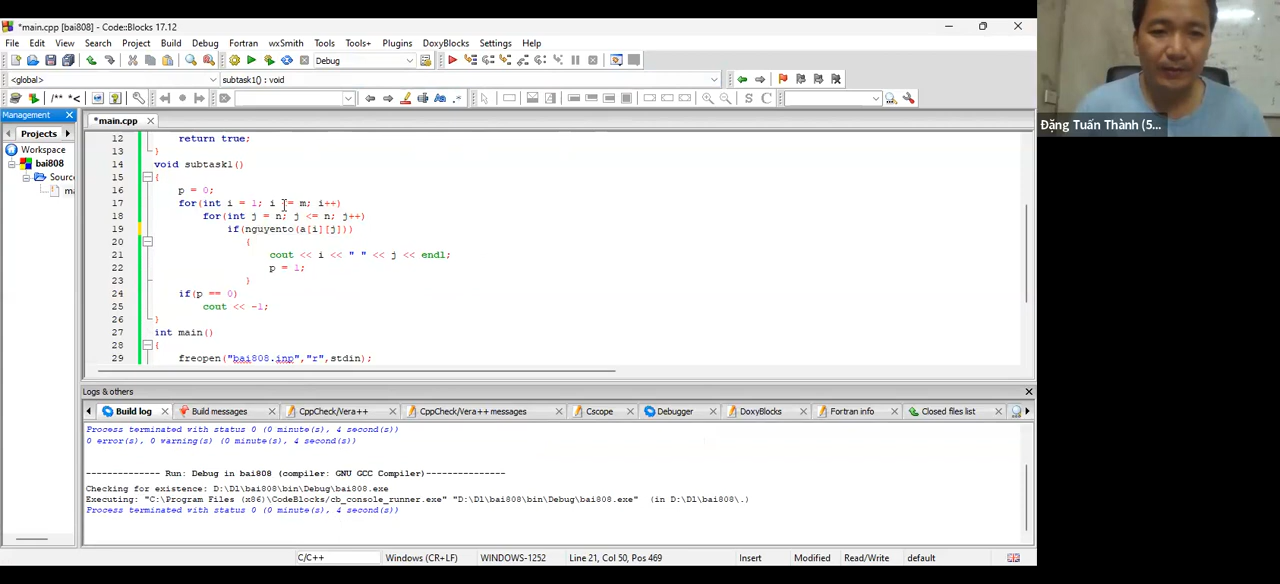 *main.cpp [bai808] - Code::Blocks 17.12
File Edit View Search Project Build Debug Fortran wxSmith Tools Tools+ Plugins DoxyBlocks Settings Help
Debug
<global>
subtask1() : void
/** *<
S C
Management
*main.cpp
Projects
Workspace
bai808
Source
ma
12 return true;
13 }
14 void subtask1()
15 {
16 p = 0;
17 for(int i = 1; i <= m; i++)
18 for(int j = n; j <= n; j++)
19 if(nguyento(a[i][j]))
20 {
21 cout << i << " " << j << endl;
22 p = 1;
23 }
24 if(p == 0)
25 cout << -1;
26 }
27 int main()
28 {
29 freopen("bai808.inp","r",stdin);
Logs & others
Build log Build messages CppCheck/Vera++ CppCheck/Vera++ messages Cscope Debugger DoxyBlocks Fortran info Closed files list
Process terminated with status 0 (0 minute(s), 4 second(s))
0 error(s), 0 warning(s) (0 minute(s), 4 second(s))
-------------- Run: Debug in bai808 (compiler: GNU GCC Compiler)---------------
Checking for existence: D:\D1\bai808\bin\Debug\bai808.exe
Executing: "C:\Program Files (x86)\CodeBlocks/cb_console_runner.exe" "D:\D1\bai808\bin\Debug\bai808.exe" (in D:\D1\bai808\.)
Process terminated with status 0 (0 minute(s), 4 second(s))
C/C++ Windows (CR+LF) WINDOWS-1252 Line 21, Col 50, Pos 469 Insert Modified Read/Write default
Đặng Tuấn Thành (5...